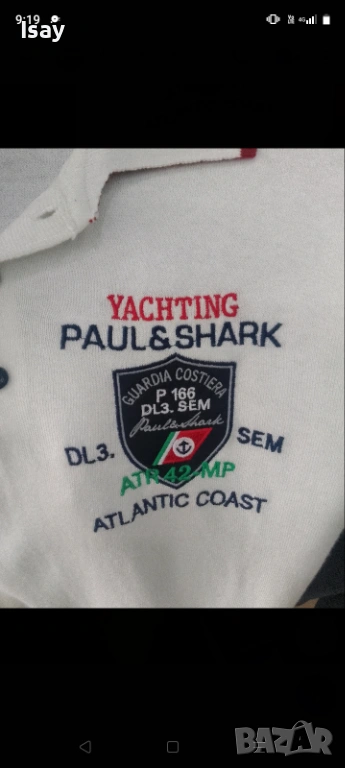 9:19
Isay
YACHTING
PAUL&SHARK
GUARDIA COSTIERA
P 166
DL3. SEM
Paul&Shark
DL3. SEM
ATR 42 MP
ATLANTIC COAST
BAZAR